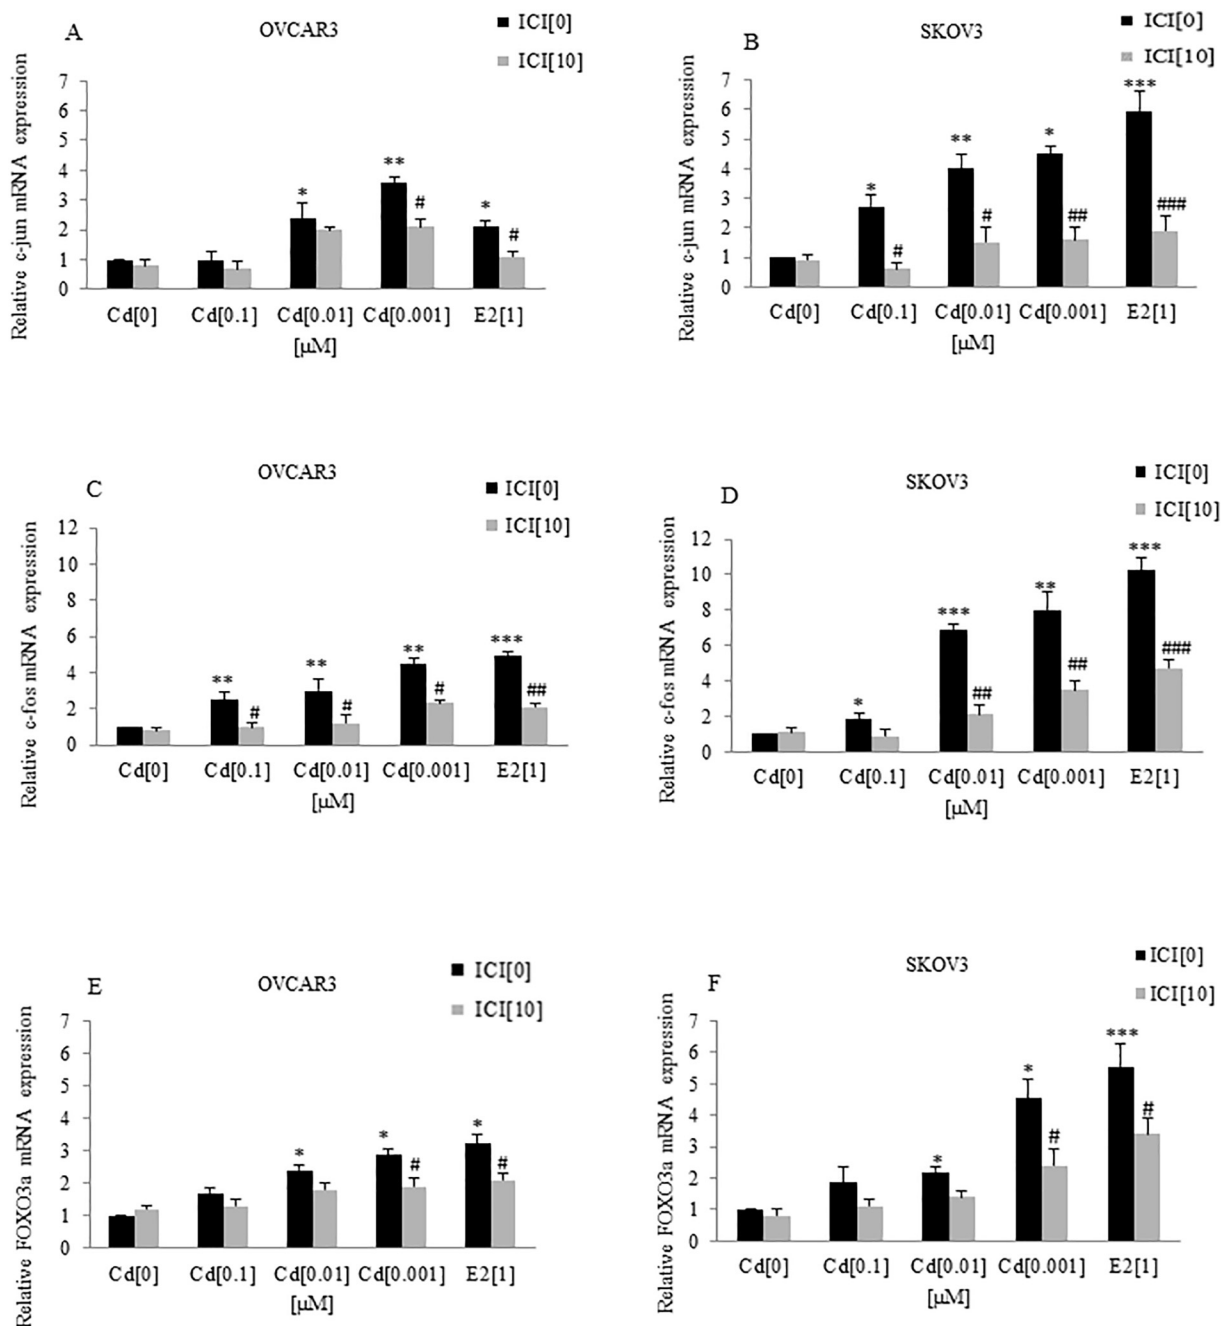 A
OVCAR3
ICI[0]
ICI[10]
Relative c-jun mRNA expression
7
6
5
4
3
2
1
0
*
**
#
*
#
Cd[0] Cd[0.1] Cd[0.01] Cd[0.001] E2[1]
[μM]
B
SKOV3
ICI[0]
ICI[10]
Relative c-jun mRNA expression
7
6
5
4
3
2
1
0
*
#
**
#
*
##
***
###
Cd[0] Cd[0.1] Cd[0.01] Cd[0.001] E2[1]
[μM]
C
OVCAR3
ICI[0]
ICI[10]
Relative c-fos mRNA expression
12
10
8
6
4
2
0
**
#
**
#
**
#
***
##
Cd[0] Cd[0.1] Cd[0.01] Cd[0.001] E2[1]
[μM]
D
SKOV3
ICI[0]
ICI[10]
Relative c-fos mRNA expression
12
10
8
6
4
2
0
*
***
##
**
##
***
###
Cd[0] Cd[0.1] Cd[0.01] Cd[0.001] E2[1]
[μM]
E
OVCAR3
ICI[0]
ICI[10]
Relative FOXO3a mRNA expression
7
6
5
4
3
2
1
0
*
*
#
*
#
Cd[0] Cd[0.1] Cd[0.01] Cd[0.001] E2[1]
[μM]
F
SKOV3
ICI[0]
ICI[10]
Relative FOXO3a mRNA expression
7
6
5
4
3
2
1
0
*
*
#
***
#
Cd[0] Cd[0.1] Cd[0.01] Cd[0.001] E2[1]
[μM]